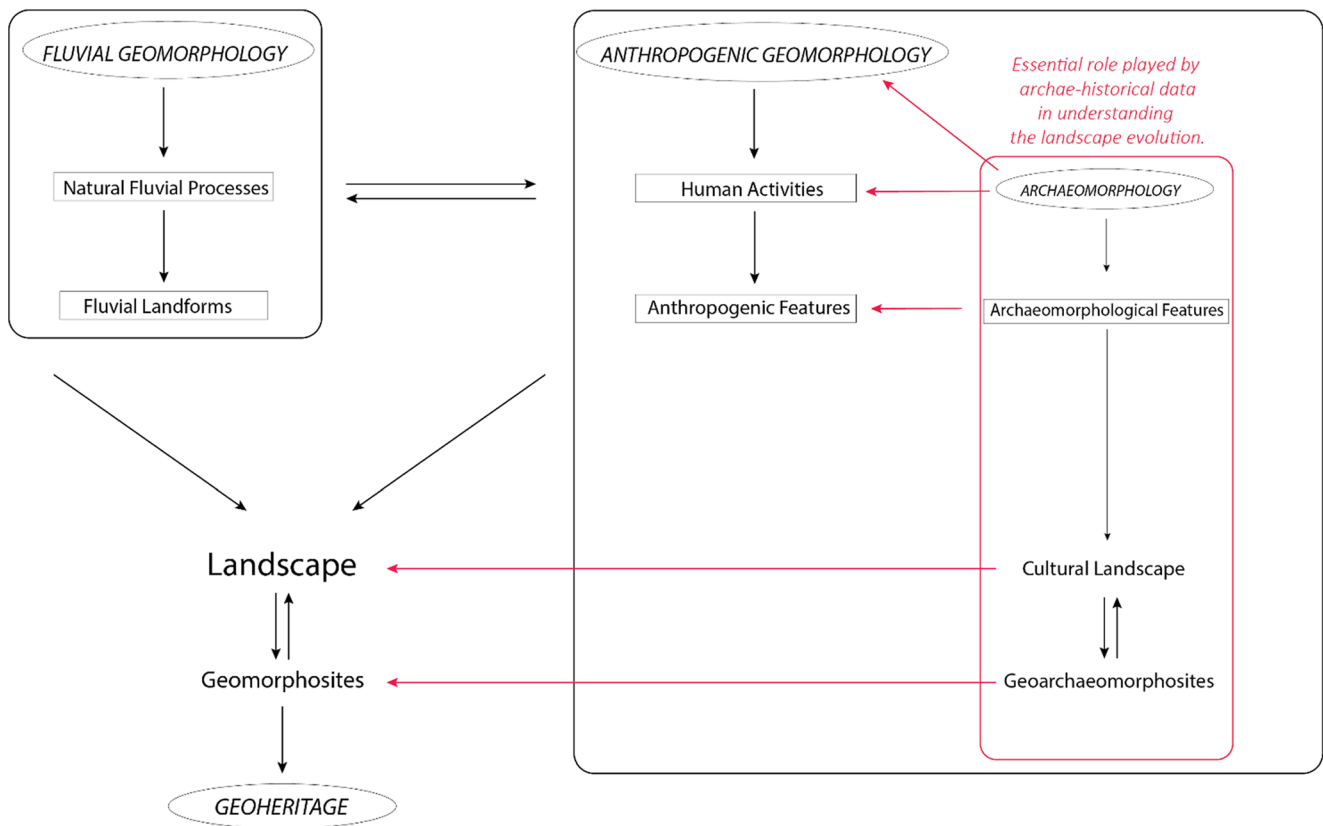 FLUVIAL GEOMORPHOLOGY
Natural Fluvial Processes
Fluvial Landforms
ANTHROPOGENIC GEOMORPHOLOGY
Human Activities
Anthropogenic Features
Essential role played by
archae-historical data
in understanding
the landscape evolution.
ARCHAEOMORPHOLOGY
Archaeomorphological Features
Cultural Landscape
Geoarchaeomorphosites
Landscape
Geomorphosites
GEOHERITAGE